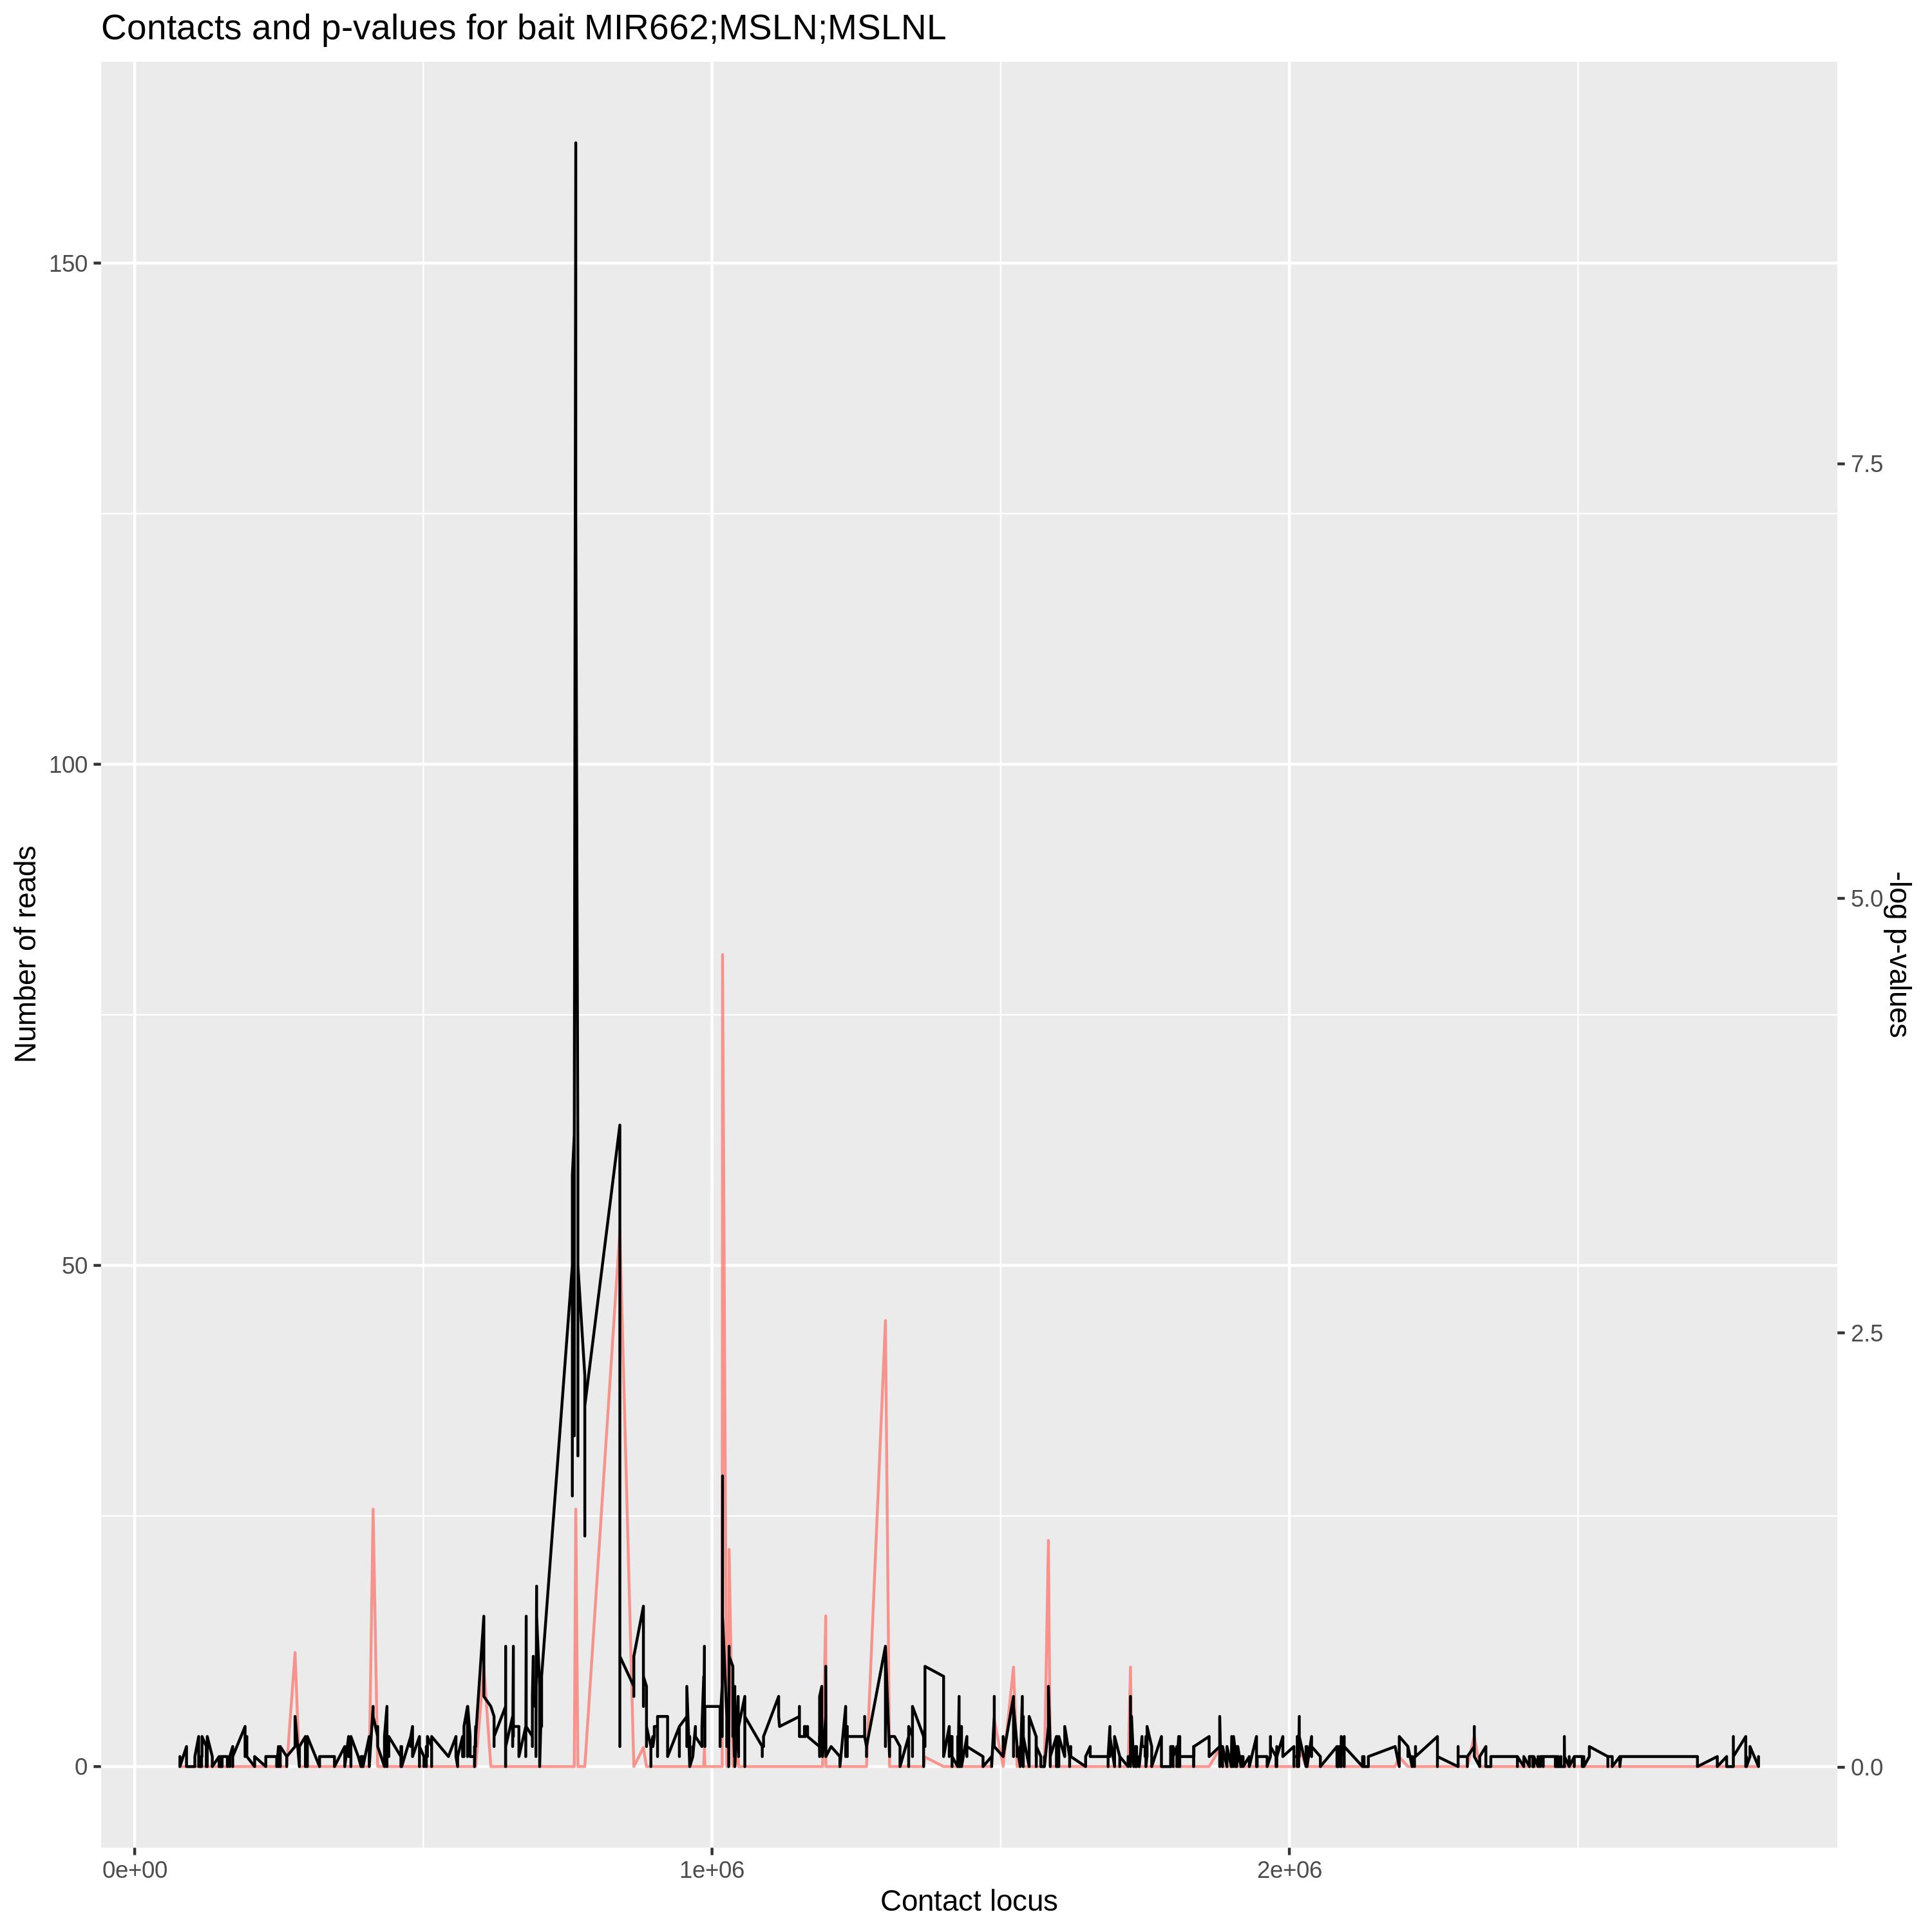 Contacts and p-values for bait MIR662;MSLN;MSLNL
Number of reads
150
100
50
0
7.5
5.0
2.5
0.0
-log p-values
0e+00
1e+06
2e+06
Contact locus